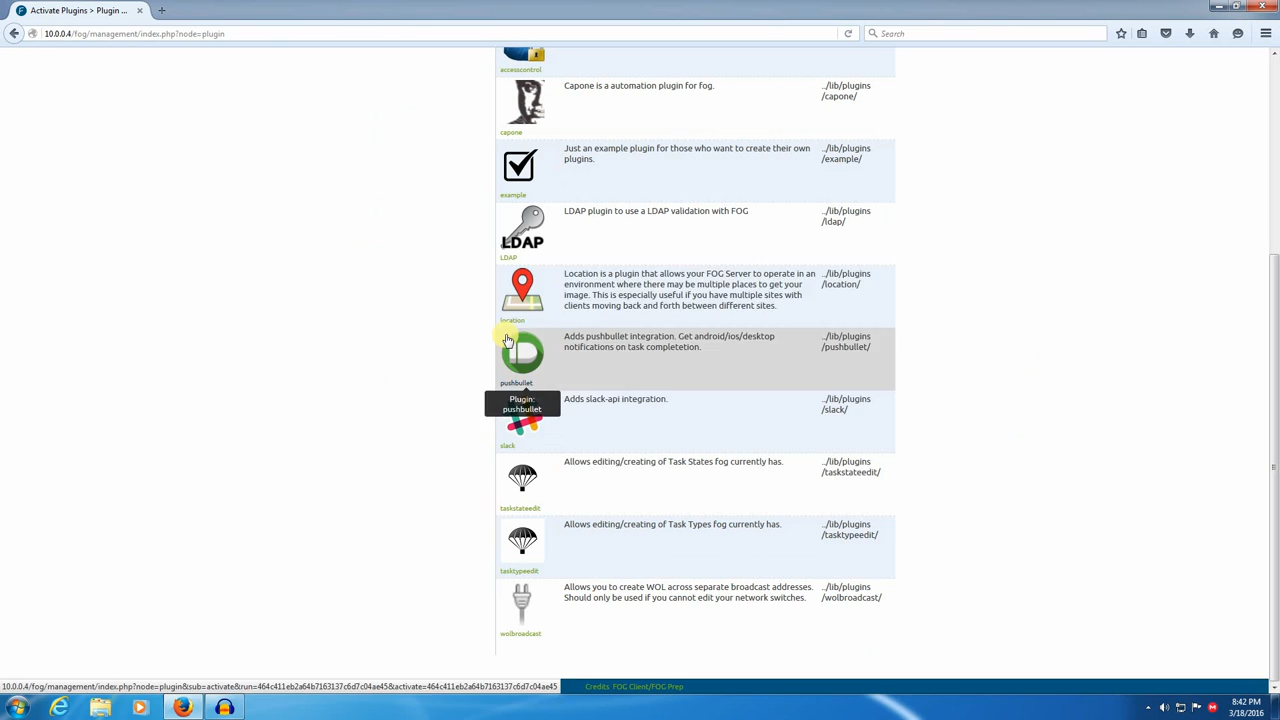 Activate Plugins > Plugin ...
10.0.0.4/fog/management/index.php?node=plugin
Search
accesscontrol
Capone is a automation plugin for fog.
../lib/plugins
/capone/
capone
Just an example plugin for those who want to create their own
plugins.
../lib/plugins
/example/
example
LDAP plugin to use a LDAP validation with FOG
../lib/plugins
/ldap/
LDAP
LDAP
Location is a plugin that allows your FOG Server to operate in an
environment where there may be multiple places to get your
image. This is especially useful if you have multiple sites with
clients moving back and forth between different sites.
../lib/plugins
/location/
location
Adds pushbullet integration. Get android/ios/desktop
notifications on task completetion.
../lib/plugins
/pushbullet/
pushbullet
Plugin:
pushbullet
Adds slack-api integration.
../lib/plugins
/slack/
slack
Allows editing/creating of Task States fog currently has.
../lib/plugins
/taskstateedit/
taskstateedit
Allows editing/creating of Task Types fog currently has.
../lib/plugins
/tasktypeedit/
tasktypeedit
Allows you to create WOL across separate broadcast addresses.
Should only be used if you cannot edit your network switches.
../lib/plugins
/wolbroadcast/
wolbroadcast
10.0.0.4/fog/management/index.php?node=plugin&sub=activate&run=464c411eb2a64b7163137c6d7c04ae45&activate=464c411eb2a64b7163137c6d7c04ae45
Credits FOG Client/FOG Prep
8:42 PM
3/18/2016